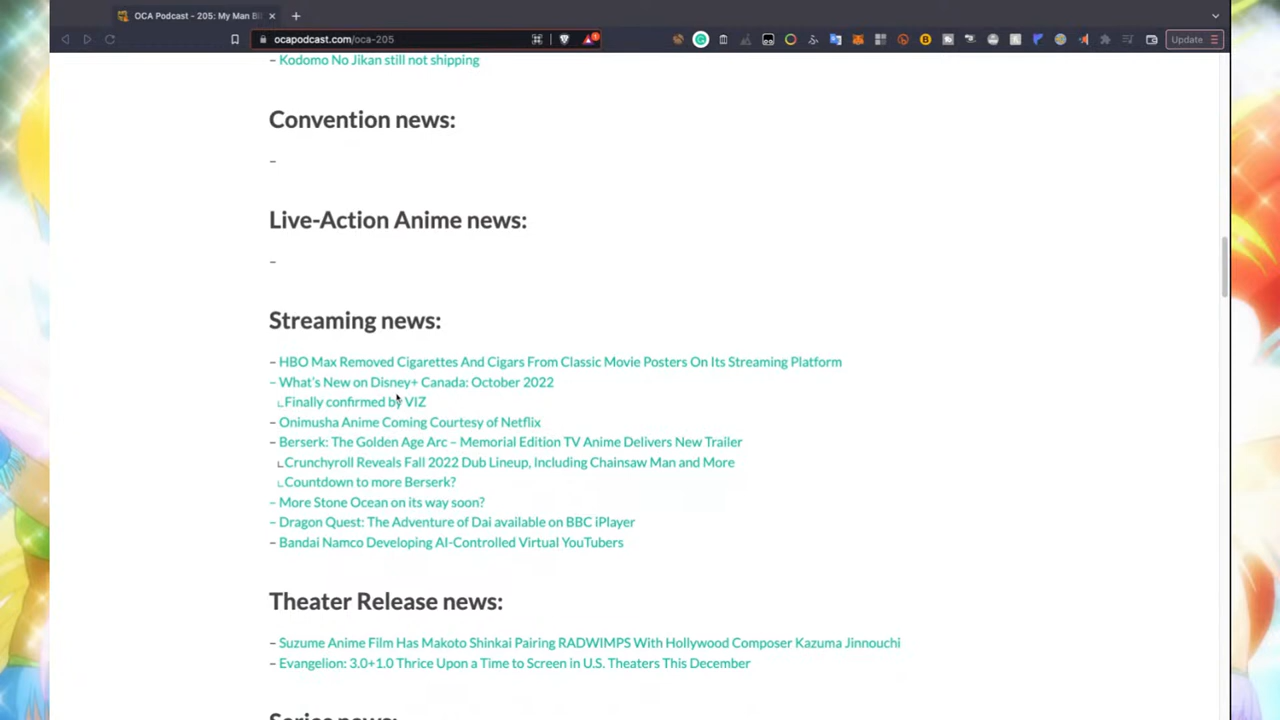 OCA Podcast - 205: My Man Bi
ocapodcast.com/oca-205
Update
– Kodomo No Jikan still not shipping
Convention news:
–
Live-Action Anime news:
–
Streaming news:
– HBO Max Removed Cigarettes And Cigars From Classic Movie Posters On Its Streaming Platform
– What's New on Disney+ Canada: October 2022
∟Finally confirmed by VIZ
– Onimusha Anime Coming Courtesy of Netflix
– Berserk: The Golden Age Arc – Memorial Edition TV Anime Delivers New Trailer
∟Crunchyroll Reveals Fall 2022 Dub Lineup, Including Chainsaw Man and More
∟Countdown to more Berserk?
– More Stone Ocean on its way soon?
– Dragon Quest: The Adventure of Dai available on BBC iPlayer
– Bandai Namco Developing AI-Controlled Virtual YouTubers
Theater Release news:
– Suzume Anime Film Has Makoto Shinkai Pairing RADWIMPS With Hollywood Composer Kazuma Jinnouchi
– Evangelion: 3.0+1.0 Thrice Upon a Time to Screen in U.S. Theaters This December
Series news: